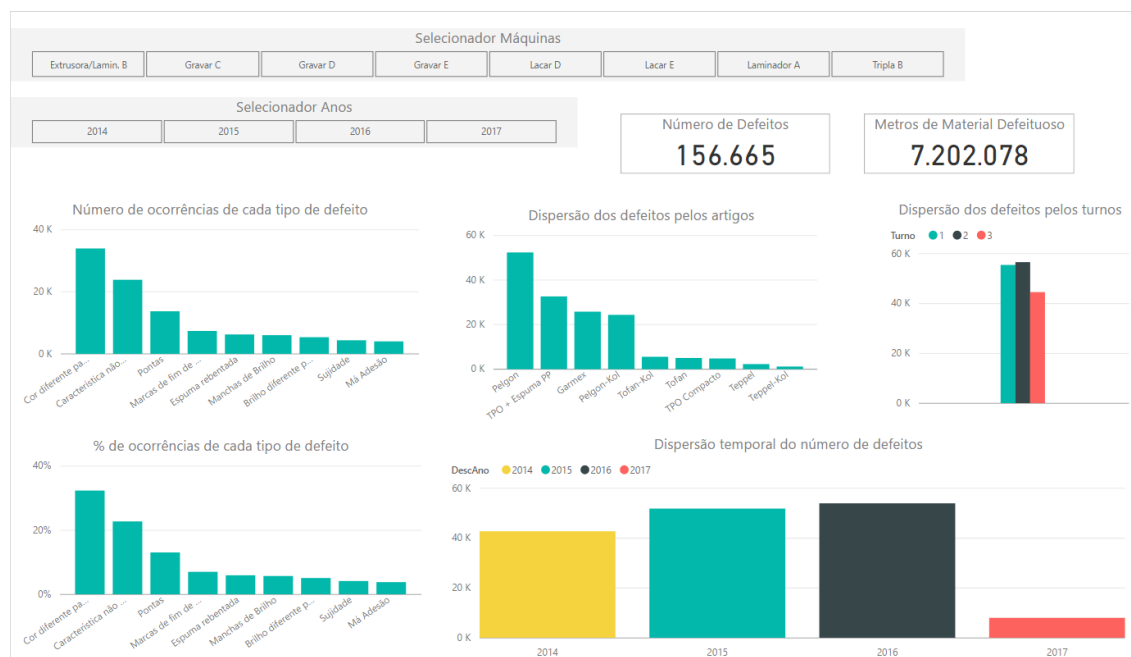 Selecionador Máquinas
Extrusora/Lamin. B Gravar C Gravar D Gravar E Lacar D Lacar E Laminador A Tripla B
Selecionador Anos
2014 2015 2016 2017
Número de Defeitos
156.665
Metros de Material Defeituoso
7.202.078
Número de ocorrências de cada tipo de defeito
40 K
20 K
0 K
Cor diferente pa...
Característica não ...
Pontas
Marcas de fim de ...
Espuma rebentada
Manchas de Brilho
Brilho diferente p...
Sujidade
Má Adesão
Dispersão dos defeitos pelos artigos
60 K
40 K
20 K
0 K
Pelgon
TPO + Espuma PP
Garmex
Pelgon-Kol
Tofan-Kol
Tofan
TPO Compacto
Teppel
Teppel-Kol
Dispersão dos defeitos pelos turnos
Turno 1 2 3
60 K
40 K
20 K
0 K
% de ocorrências de cada tipo de defeito
40%
20%
0%
Cor diferente pa...
Característica não ...
Pontas
Marcas de fim de ...
Espuma rebentada
Manchas de Brilho
Brilho diferente p...
Sujidade
Má Adesão
Dispersão temporal do número de defeitos
DescAno 2014 2015 2016 2017
60 K
40 K
20 K
0 K
2014 2015 2016 2017